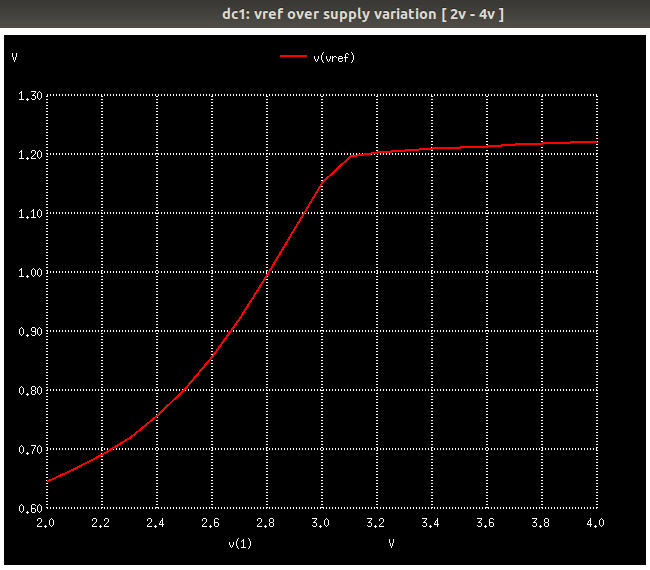 dc1: vref over supply variation [ 2v - 4v ]
V
v(vref)
1.30
1.20
1.10
1.00
0.90
0.80
0.70
0.60
2.0 2.2 2.4 2.6 2.8 3.0 3.2 3.4 3.6 3.8 4.0
v(1) V